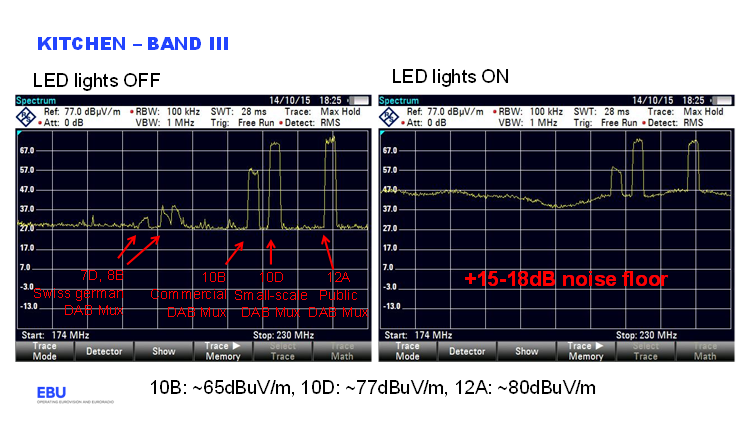 KITCHEN – BAND III
LED lights OFF
LED lights ON
Spectrum 14/10/15 18:25
Ref: 77.0 dBµV/m • RBW: 100 kHz SWT: 28 ms Trace: Max Hold
• Att: 0 dB VBW: 1 MHz Trig: Free Run • Detect: RMS
67.0
57.0
47.0
37.0
27.0
17.0
7.0
-3.0
-13.0
7D, 8E
Swiss german
DAB Mux
10B
Commercial
DAB Mux
10D
Small-scale
DAB Mux
12A
Public
DAB Mux
Start: 174 MHz Stop: 230 MHz
Trace Mode
Detector
Show
Trace ▶ Memory
Select Trace
Trace Math
Spectrum 14/10/15 18:25
Ref: 77.0 dBµV/m • RBW: 100 kHz SWT: 28 ms Trace: Max Hold
• Att: 0 dB VBW: 1 MHz Trig: Free Run • Detect: RMS
67.0
57.0
47.0
37.0
27.0
17.0
7.0
-3.0
-13.0
+15-18dB noise floor
Start: 174 MHz Stop: 230 MHz
Trace Mode
Detector
Show
Trace ▶ Memory
Select Trace
Trace Math
10B: ~65dBuV/m, 10D: ~77dBuV/m, 12A: ~80dBuV/m
EBU
OPERATING EUROVISION AND EURORADIO